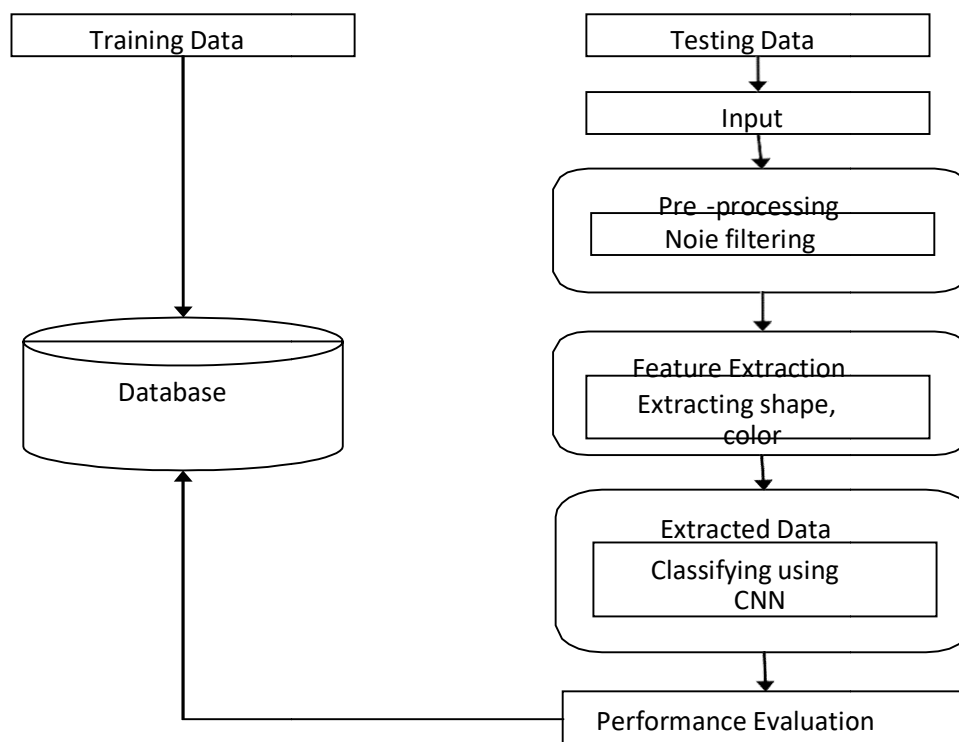 Training Data
Testing Data
Input
Pre -processing
Noie filtering
Feature Extraction
Extracting shape,
color
Database
Extracted Data
Classifying using
CNN
Performance Evaluation